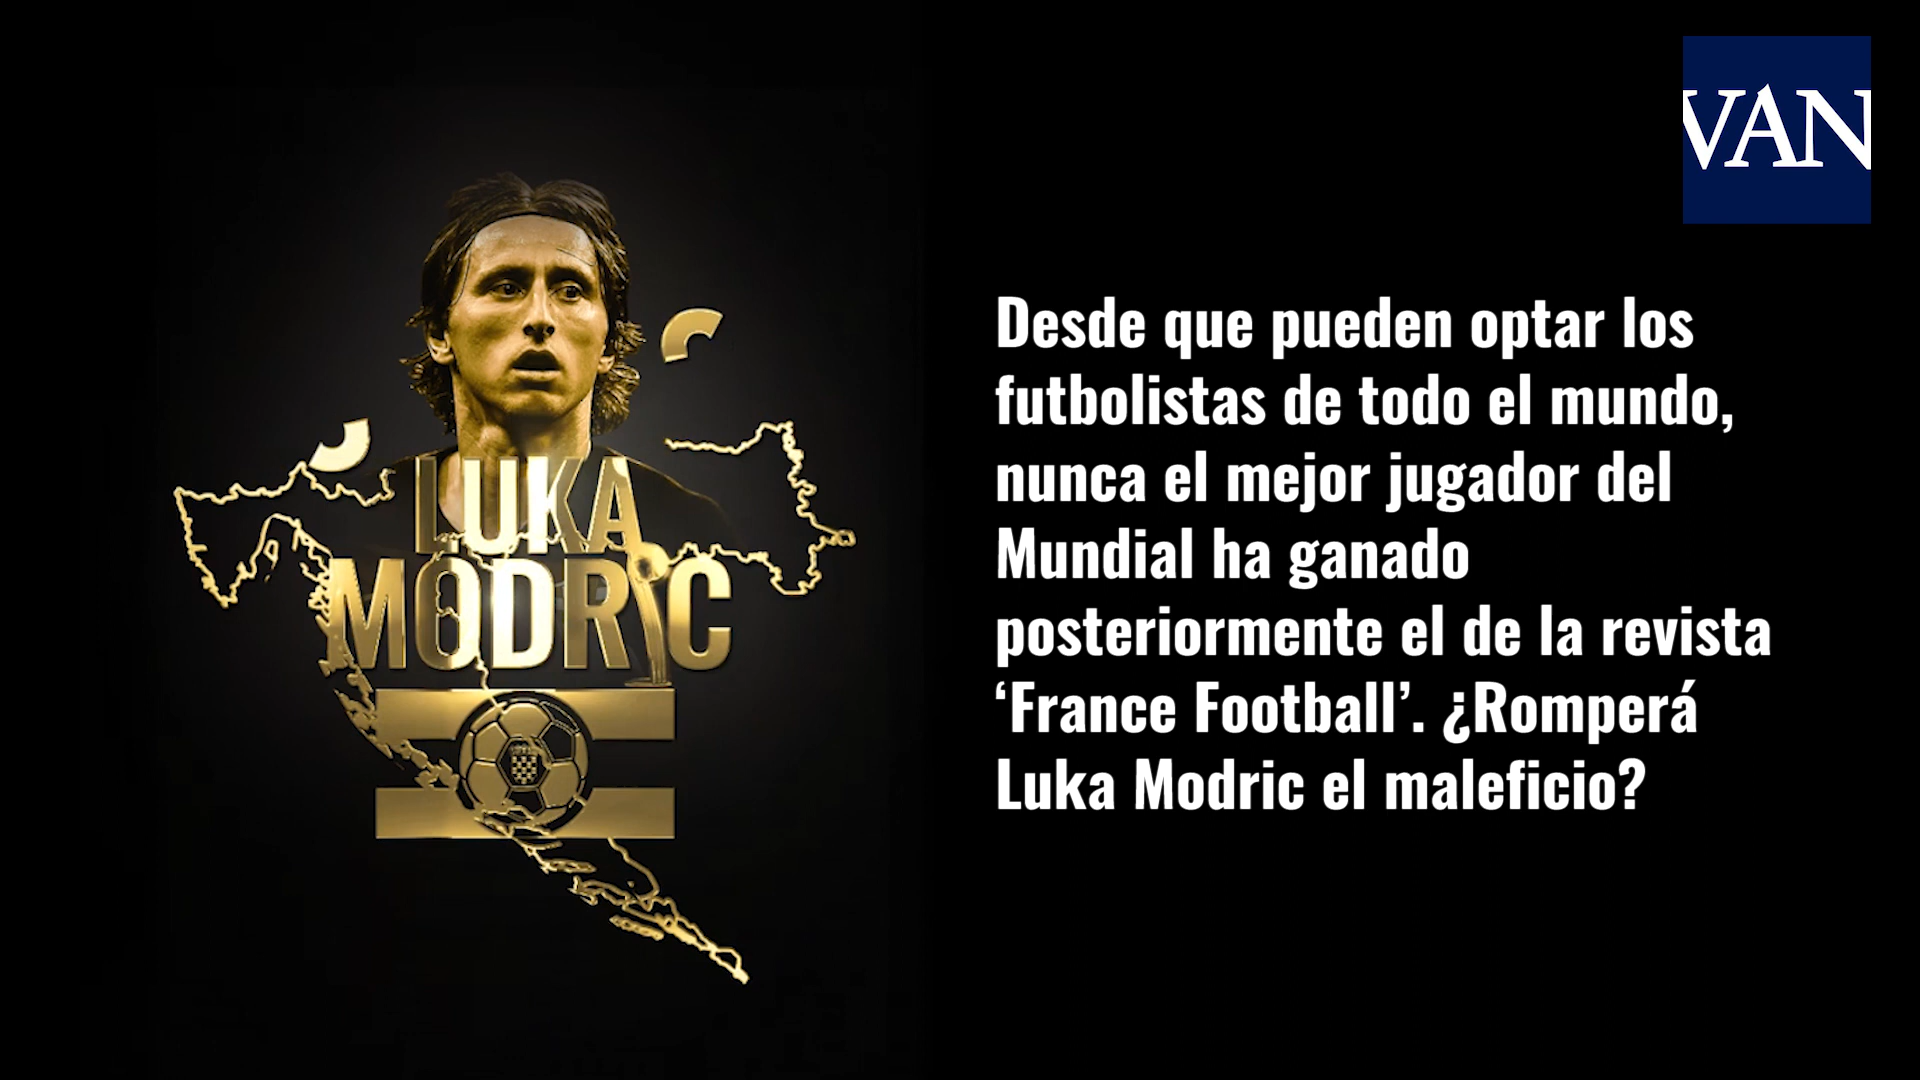 VAN
LUKA
MODRIC
Desde que pueden optar los
futbolistas de todo el mundo,
nunca el mejor jugador del
Mundial ha ganado
posteriormente el de la revista
‘France Football’. ¿Romperá
Luka Modric el maleficio?